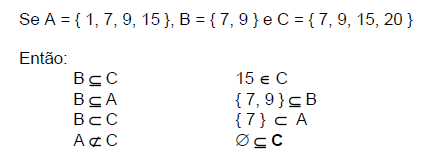 Se A = { 1, 7, 9, 15 }, B = { 7, 9 } e C = { 7, 9, 15, 20 }
Então:
B ⊆ C 15 ∈ C
B ⊆ A { 7, 9 } ⊆ B
B ⊂ C { 7 } ⊂ A
A ⊄ C ∅ ⊆ C